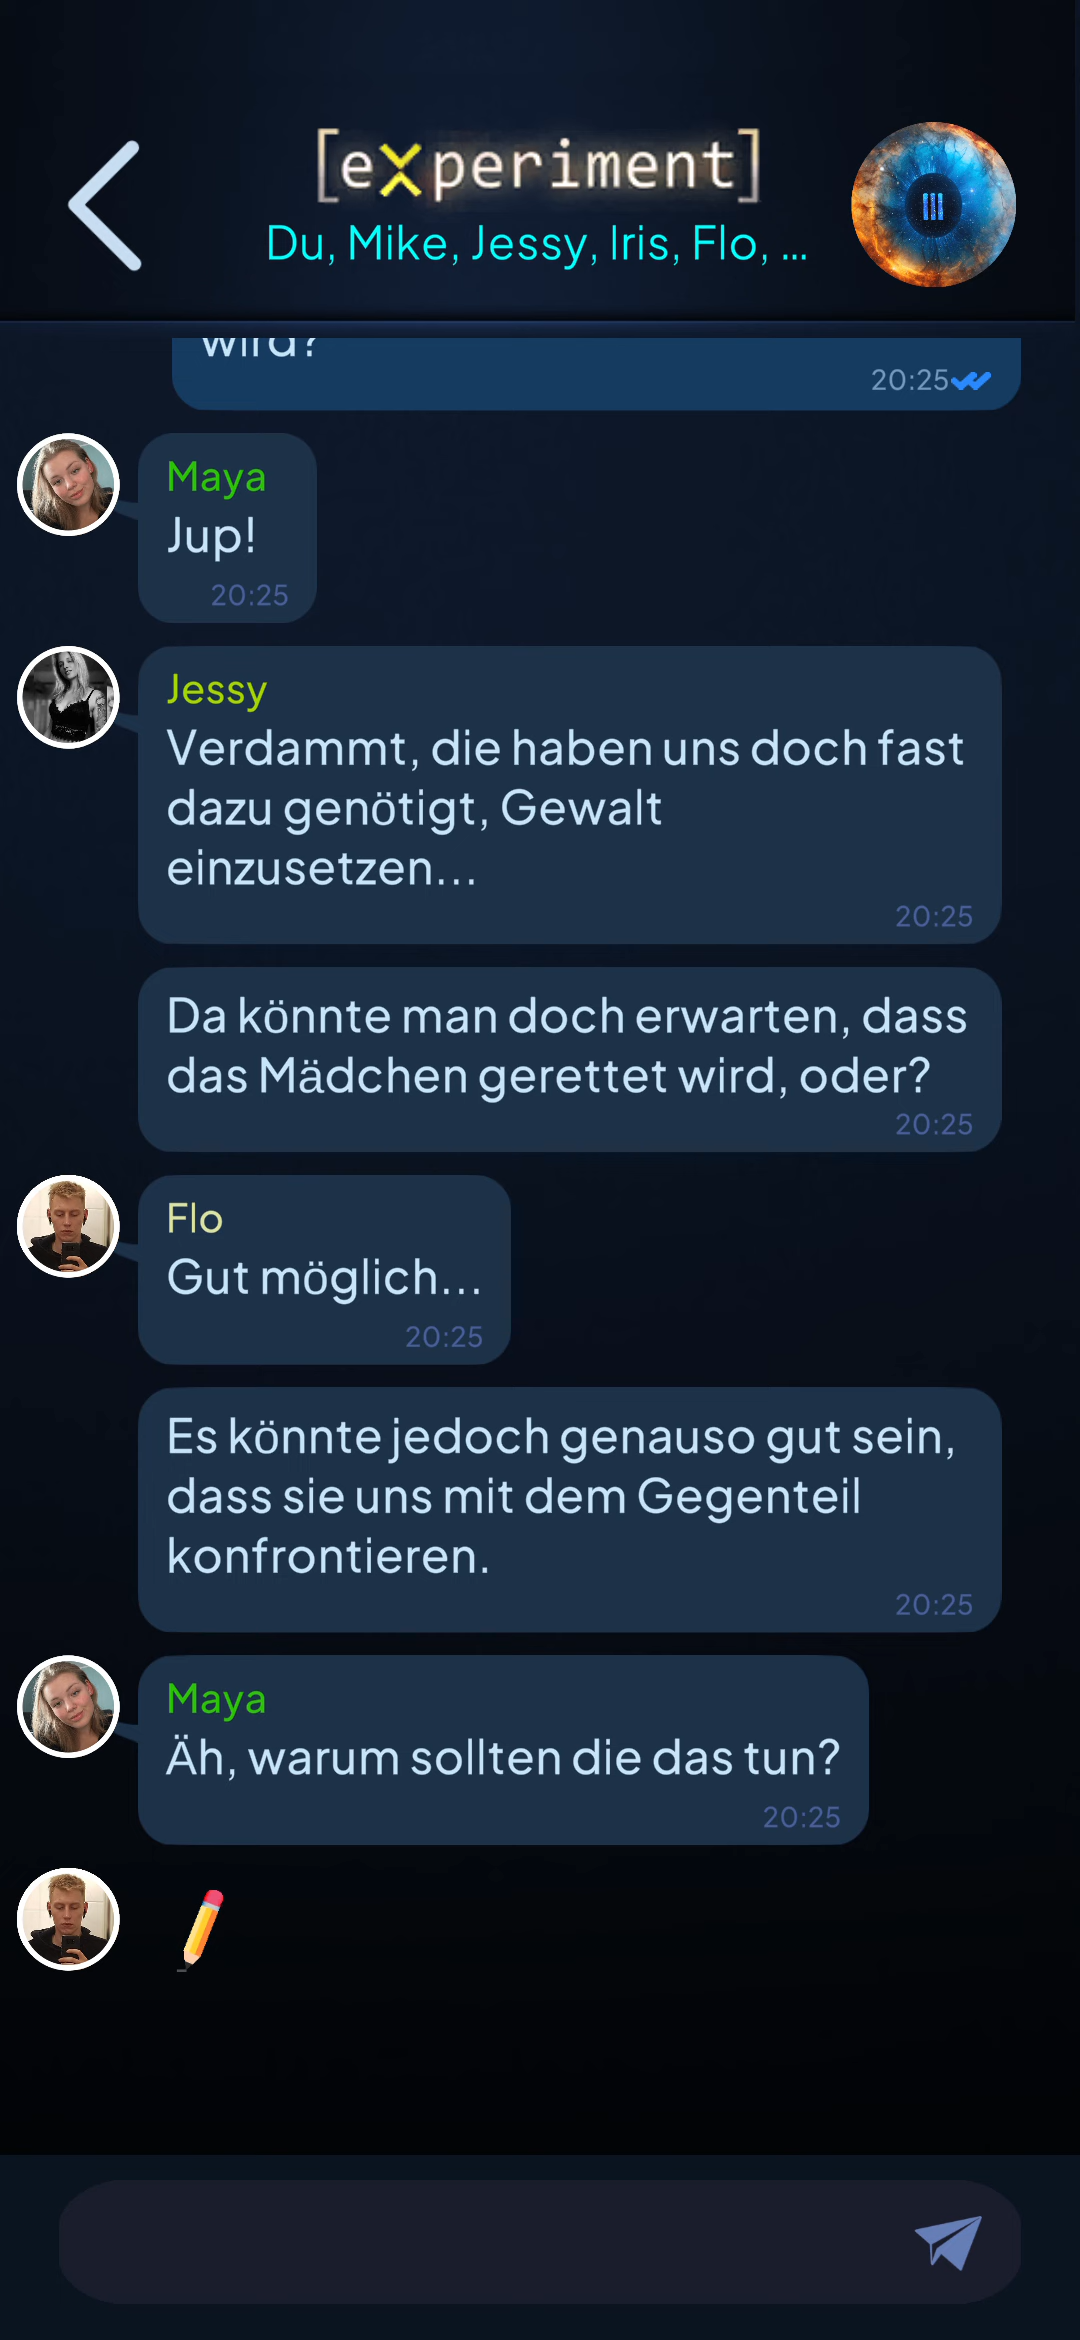 [experiment]
Du, Mike, Jessy, Iris, Flo, ...
wird?
20:25
Maya
Jup!
20:25
Jessy
Verdammt, die haben uns doch fast
dazu genötigt, Gewalt
einzusetzen...
20:25
Da könnte man doch erwarten, dass
das Mädchen gerettet wird, oder?
20:25
Flo
Gut möglich...
20:25
Es könnte jedoch genauso gut sein,
dass sie uns mit dem Gegenteil
konfrontieren.
20:25
Maya
Äh, warum sollten die das tun?
20:25